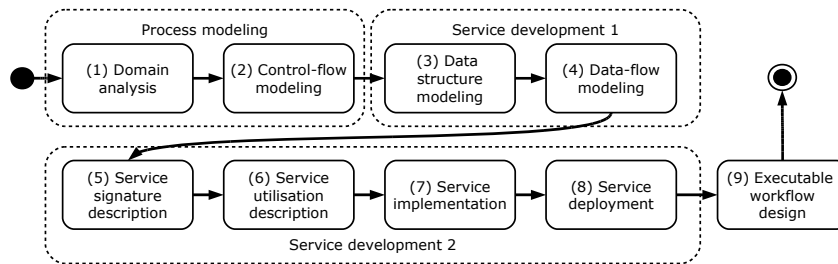 Process modeling
Service development 1
(1) Domain
analysis
(2) Control-flow
modeling
(3) Data
structure
modeling
(4) Data-flow
modeling
(5) Service
signature
description
(6) Service
utilisation
description
(7) Service
implementation
(8) Service
deployment
(9) Executable
workflow
design
Service development 2